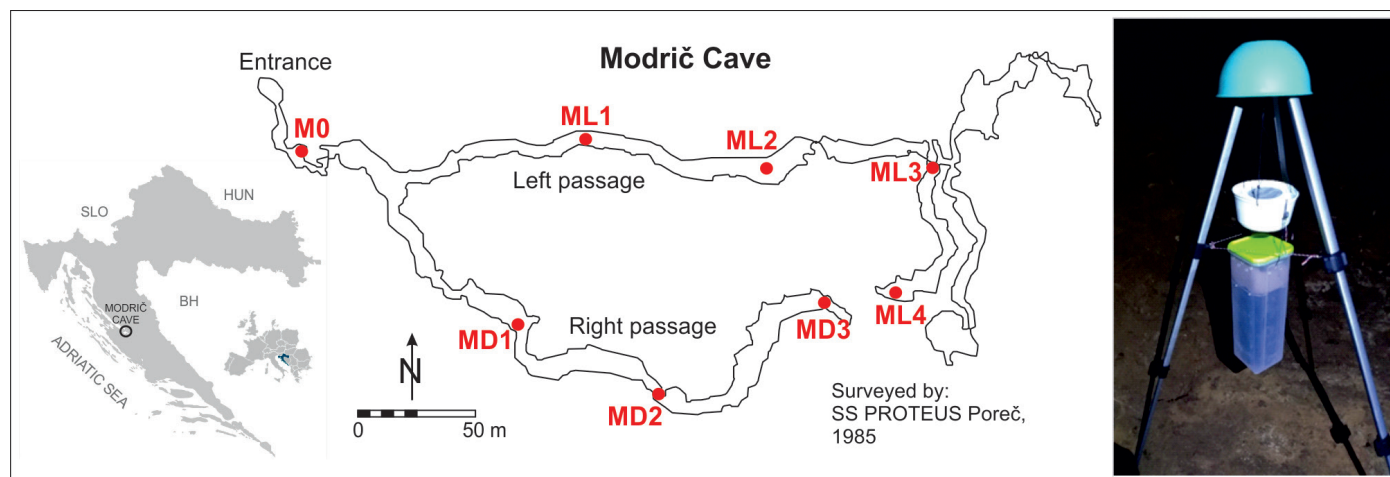 Modrič Cave
Entrance
M0
ML1
ML2
ML3
Left passage
ML4
MD1
Right passage
MD2
MD3
N
0 50 m
Surveyed by:
SS PROTEUS Poreč,
1985
SLO
HUN
BH
MODRIČ
CAVE
ADRIATIC SEA